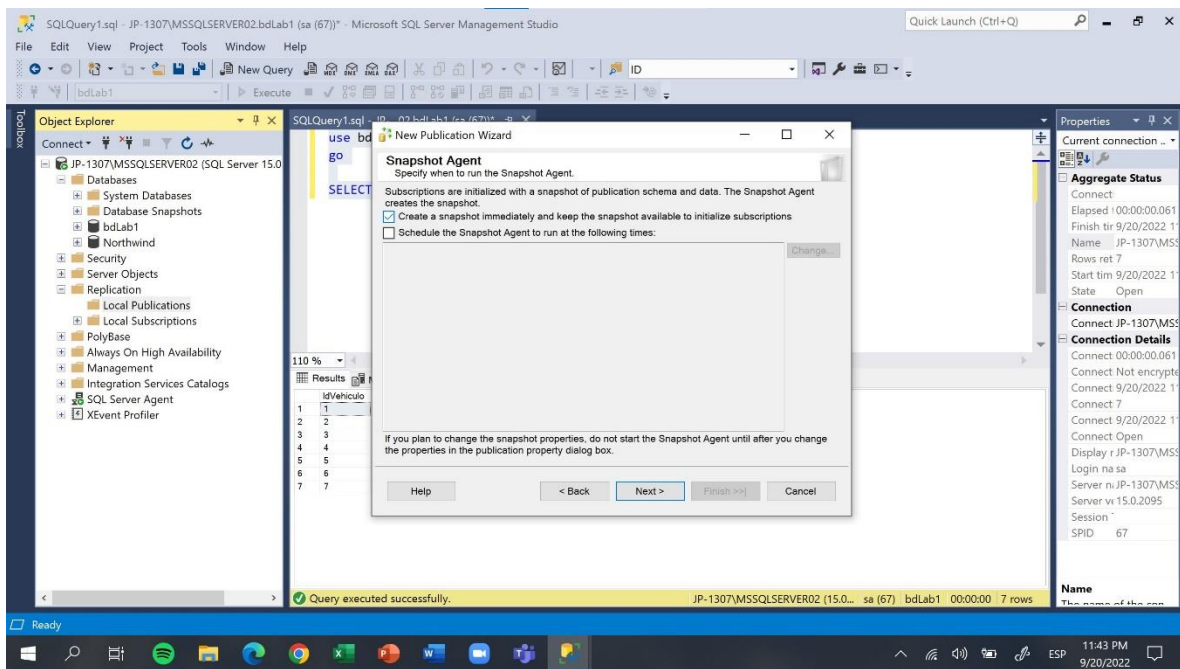 SQLQuery1.sql - JP-1307\MSSQLSERVER02.bdLab1 (sa (67))* - Microsoft SQL Server Management Studio
Quick Launch (Ctrl+Q)
File Edit View Project Tools Window Help
New Query
ID
bdLab1
Execute
Toolbox
Object Explorer
Connect
JP-1307\MSSQLSERVER02 (SQL Server 15.0
Databases
System Databases
Database Snapshots
bdLab1
Northwind
Security
Server Objects
Replication
Local Publications
Local Subscriptions
PolyBase
Always On High Availability
Management
Integration Services Catalogs
SQL Server Agent
XEvent Profiler
use bd
go
SELECT
110 %
Results
IdVehiculo
1 1
2 2
3 3
4 4
5 5
6 6
7 7
New Publication Wizard
Snapshot Agent
Specify when to run the Snapshot Agent.
Subscriptions are initialized with a snapshot of publication schema and data. The Snapshot Agent
creates the snapshot.
Create a snapshot immediately and keep the snapshot available to initialize subscriptions
Schedule the Snapshot Agent to run at the following times:
Change...
If you plan to change the snapshot properties, do not start the Snapshot Agent until after you change
the properties in the publication property dialog box.
Help < Back Next > Finish >>| Cancel
Query executed successfully.
JP-1307\MSSQLSERVER02 (15.0... sa (67) bdLab1 00:00:00 7 rows
Properties
Current connection ..
Aggregate Status
Connect
Elapsed 00:00:00.061
Finish tir 9/20/2022 1
Name JP-1307\MSS
Rows ret 7
Start tim 9/20/2022 1
State Open
Connection
Connect JP-1307\MSS
Connection Details
Connect 00:00:00.061
Connect Not encrypte
Connect 9/20/2022 1
Connect 7
Connect 9/20/2022 1
Connect Open
Display r JP-1307\MSS
Login na sa
Server n JP-1307\MSS
Server ve 15.0.2095
Session
SPID 67
Name
Ready
ESP
11:43 PM
9/20/2022